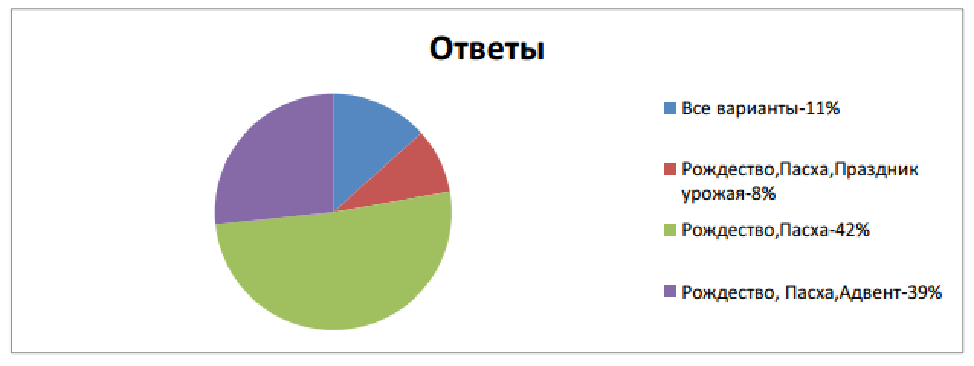 Ответы
Все варианты-11%
Рождество,Пасха,Праздник
урожая-8%
Рождество,Пасха-42%
Рождество, Пасха,Адвент-39%